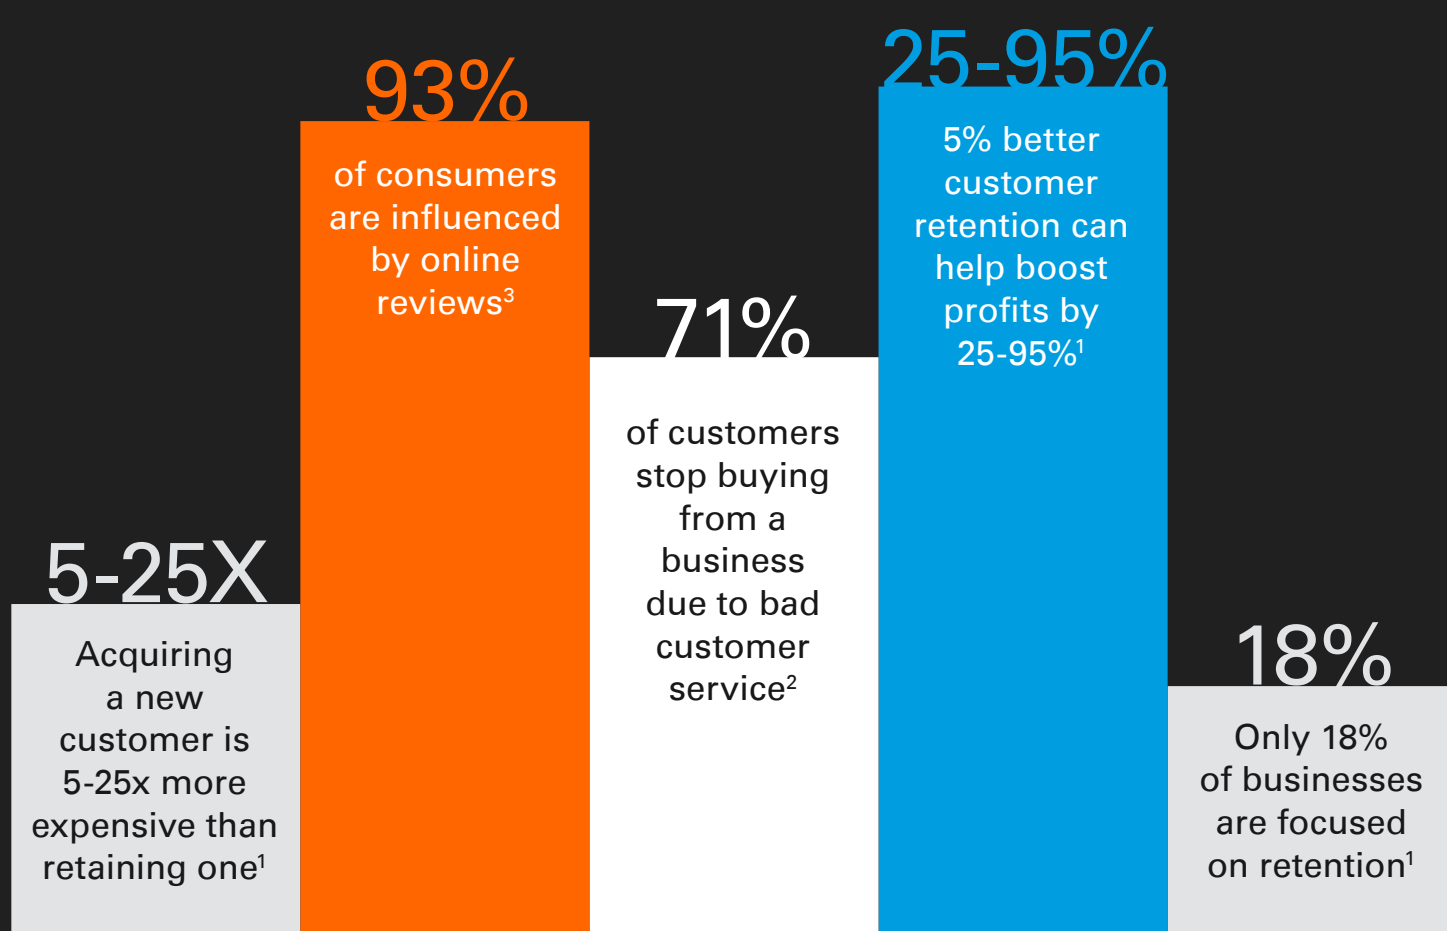 5-25X
Acquiring
a new
customer is
5-25x more
expensive than
retaining one¹
93%
of consumers
are influenced
by online
reviews³
71%
of customers
stop buying
from a
business
due to bad
customer
service²
25-95%
5% better
customer
retention can
help boost
profits by
25-95%¹
18%
Only 18%
of businesses
are focused
on retention¹